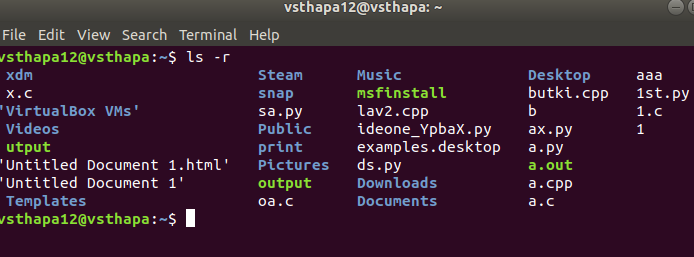 vsthapa12@vsthapa: ~
File Edit View Search Terminal Help
vsthapa12@vsthapa:~$ ls -r
xdm Steam Music Desktop aaa
x.c snap msfinstall butki.cpp 1st.py
'VirtualBox VMs' sa.py lav2.cpp b 1.c
Videos Public ideone_YpbaX.py ax.py 1
utput print examples.desktop a.py
'Untitled Document 1.html' Pictures ds.py a.out
'Untitled Document 1' output Downloads a.cpp
Templates oa.c Documents a.c
vsthapa12@vsthapa:~$